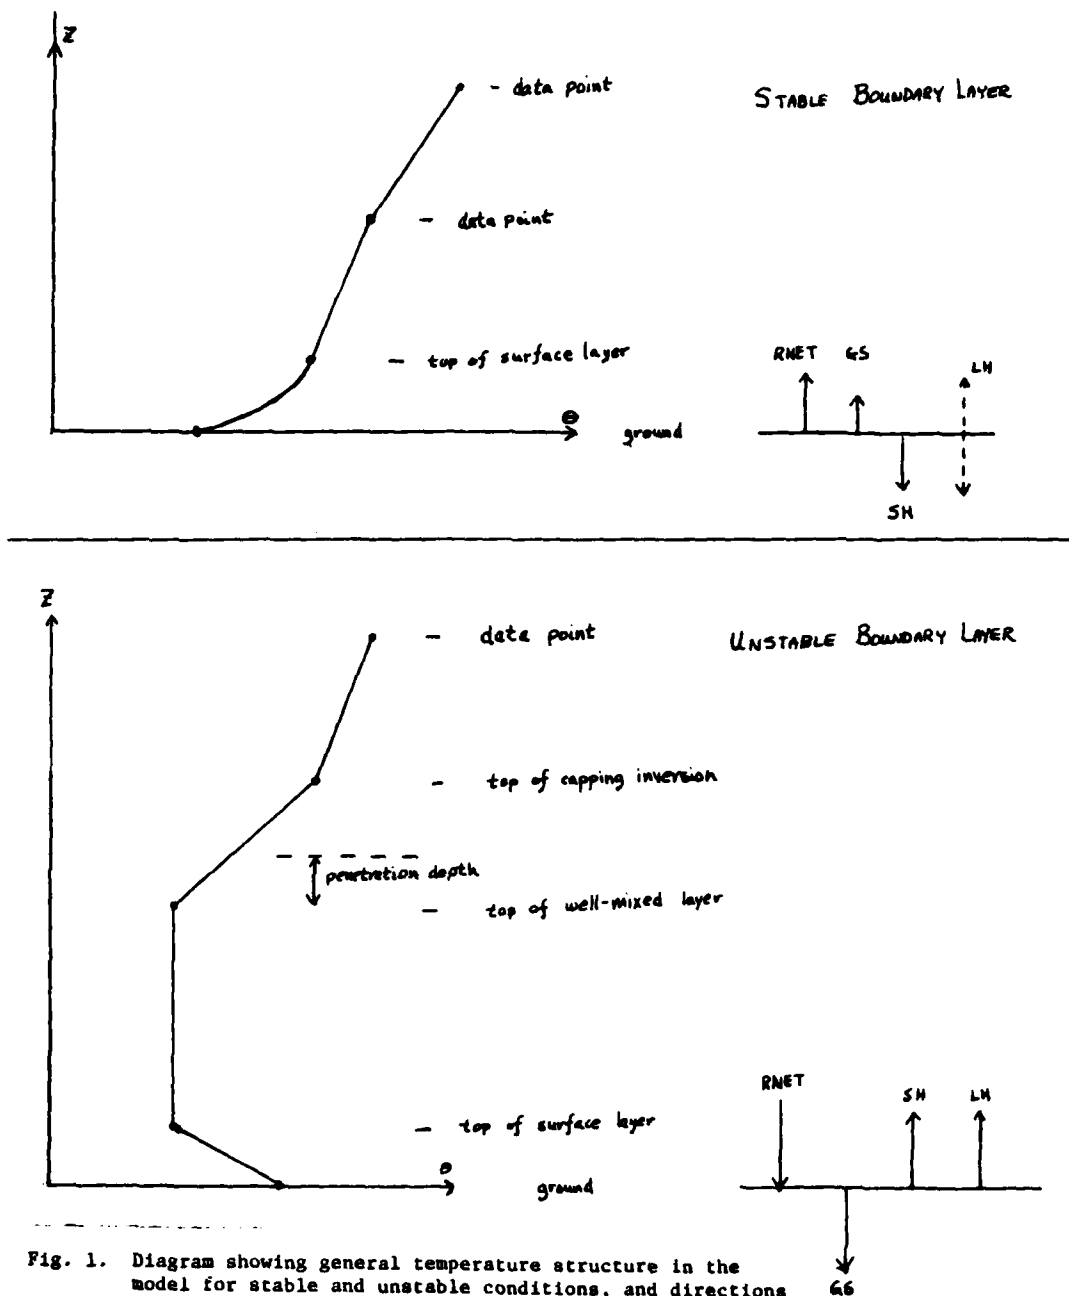 Z
- data point
STABLE BOUNDARY LAYER
- data point
- top of surface layer
RNET GS LH
θ
ground
SH
Z
- data point
UNSTABLE BOUNDARY LAYER
- top of capping inversion
penetration depth
- top of well-mixed layer
RNET
SH LH
- top of surface layer
θ
ground
GS
Fig. 1. Diagram showing general temperature structure in the
model for stable and unstable conditions, and directions